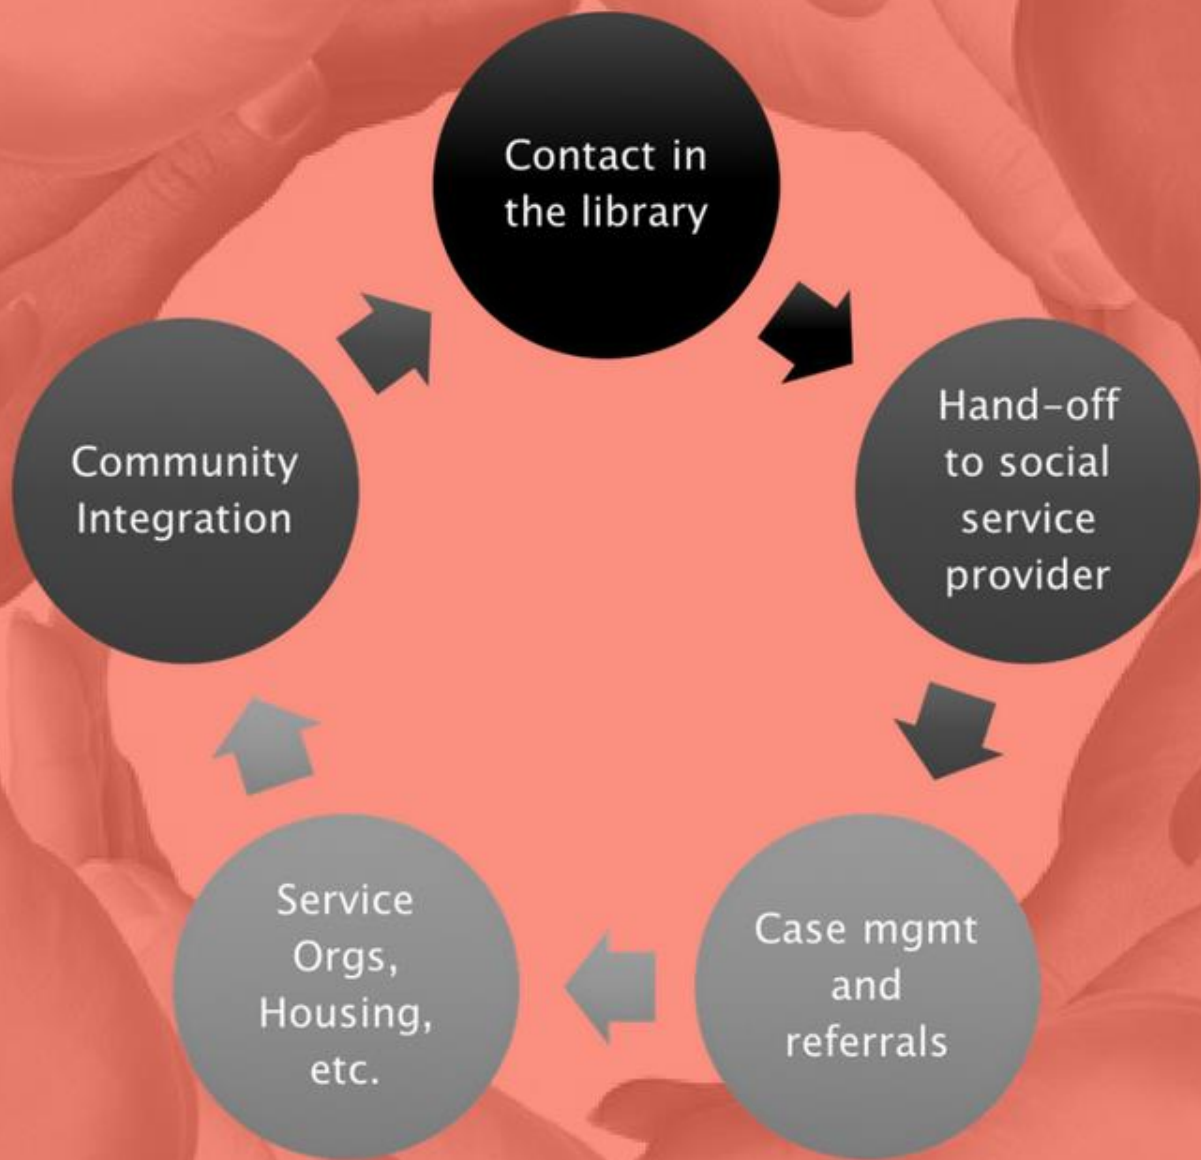 Contact in
the library
Hand-off
to social
service
provider
Case mgmt
and
referrals
Service
Orgs,
Housing,
etc.
Community
Integration